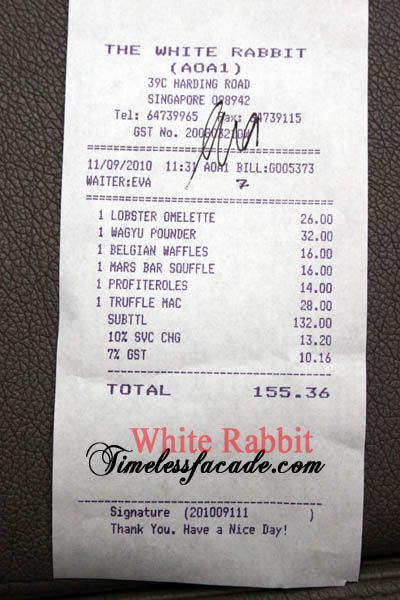 THE WHITE RABBIT
(AOA1)
39C HARDING ROAD
SINGAPORE
Tel: 64739965 Fax: 64739115
GST No.
11/09/2010 11:31 AOA1 BILL:G005373
WAITER:EVA 7
1 LOBSTER OMELETTE 26.00
1 WAGYU POUNDER 32.00
1 BELGIAN WAFFLES 16.00
1 MARS BAR SOUFFLE 16.00
1 PROFITEROLES 14.00
1 TRUFFLE MAC 28.00
SUBTTL 132.00
10% SVC CHG 13.20
7% GST 10.16
TOTAL 155.36
White Rabbit
Timelessfacade.com
Signature (201009111 )
Thank You. Have a Nice Day!